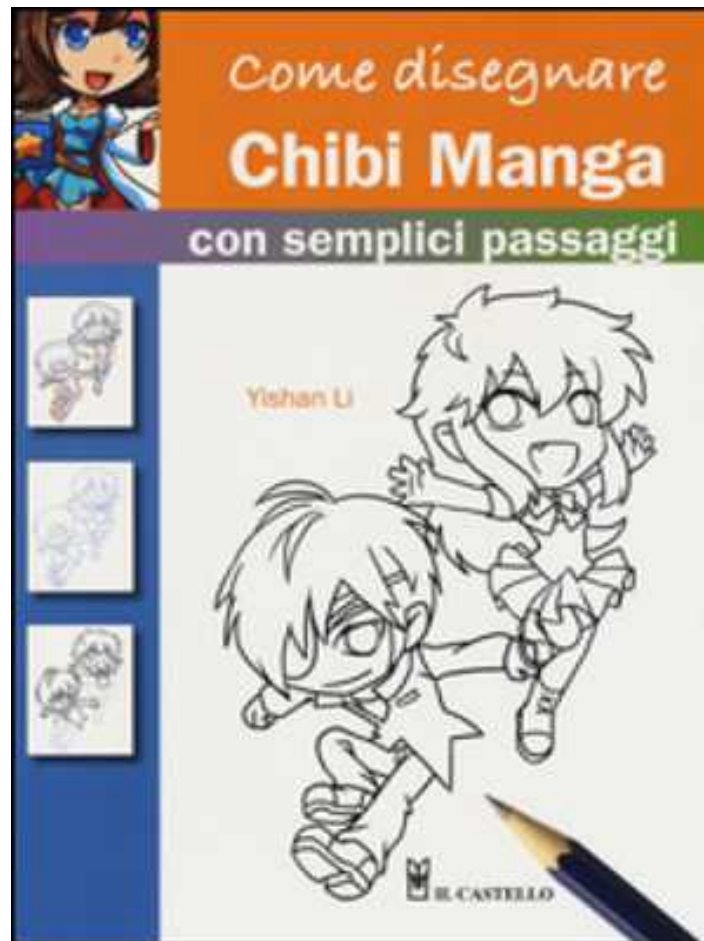 Come disegnare
Chibi Manga
con semplici passaggi
Yishan Li
IL CASTELLO